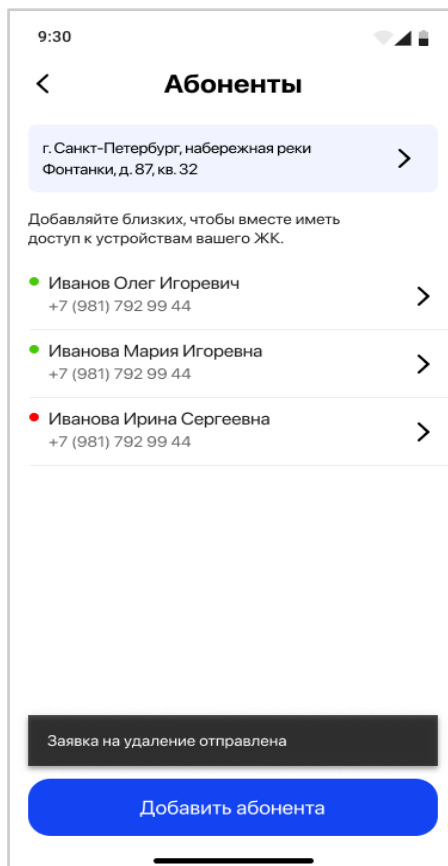 9:30
Абоненты
г. Санкт-Петербург, набережная реки
Фонтанки, д. 87, кв. 32
Добавляйте близких, чтобы вместе иметь
доступ к устройствам вашего ЖК.
Иванов Олег Игоревич
+7 (981) 792 99 44
Иванова Мария Игоревна
+7 (981) 792 99 44
Иванова Ирина Сергеевна
+7 (981) 792 99 44
Заявка на удаление отправлена
Добавить абонента